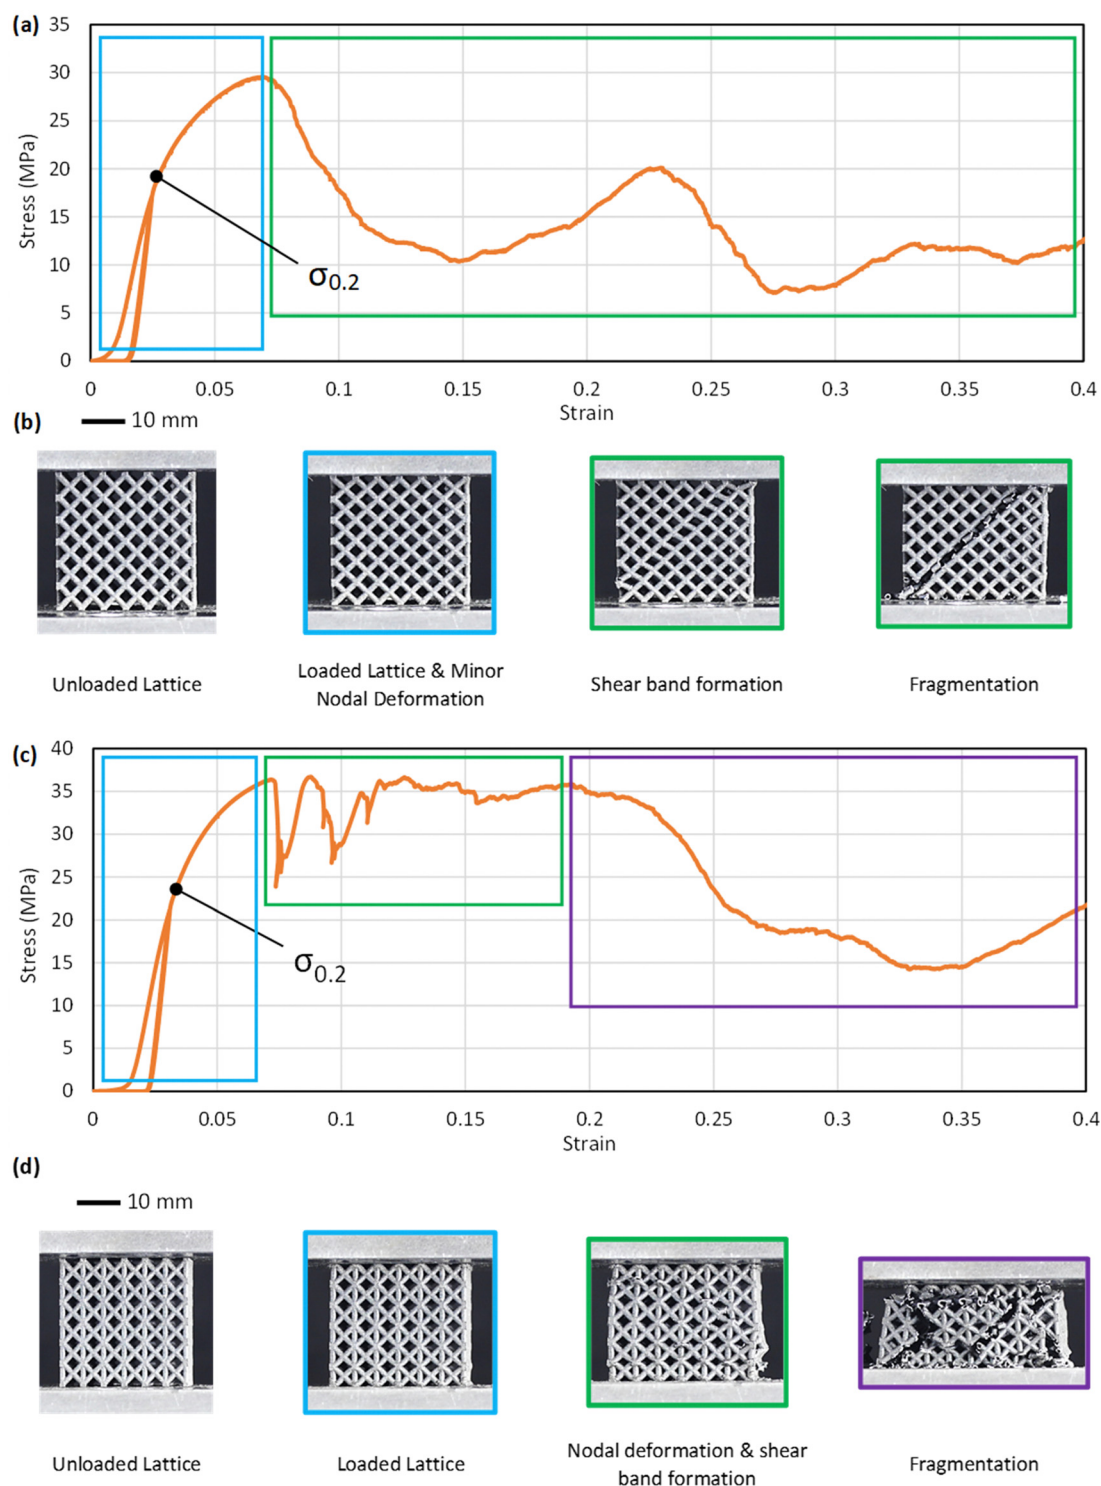 (a)
35
30
25
20
15
10
5
0
Stress (MPa)
σ0.2
0 0.05 0.1 0.15 0.2 0.25 0.3 0.35 0.4
Strain
(b)
10 mm
Unloaded Lattice
Loaded Lattice & Minor
Nodal Deformation
Shear band formation
Fragmentation
(c)
40
35
30
25
20
15
10
5
0
Stress (MPa)
σ0.2
0 0.05 0.1 0.15 0.2 0.25 0.3 0.35 0.4
Strain
(d)
10 mm
Unloaded Lattice
Loaded Lattice
Nodal deformation & shear
band formation
Fragmentation